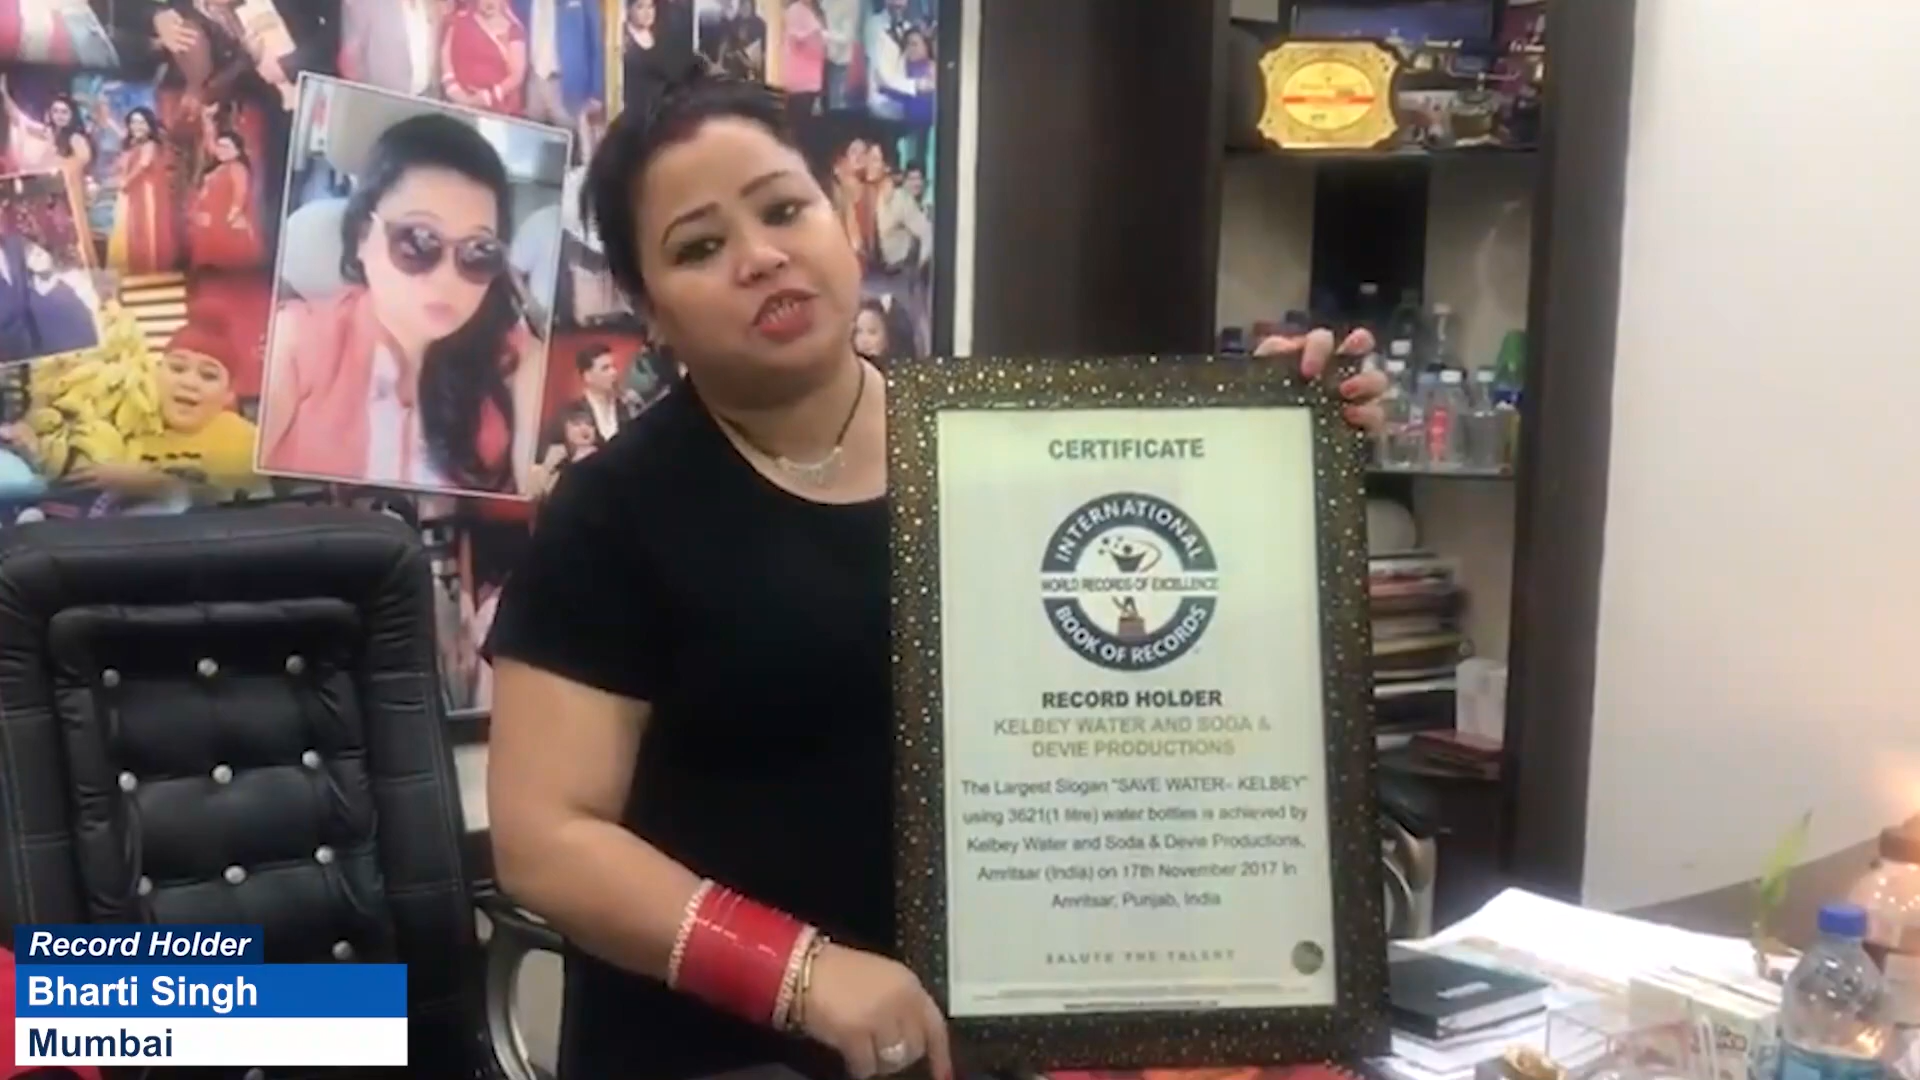 CERTIFICATE
INTERNATIONAL
WORLD RECORDS OF EXCELLENCE
BOOK OF RECORDS
RECORD HOLDER
KELBEY WATER AND SODA &
DEVIE PRODUCTIONS
The Largest Slogan "SAVE WATER- KELBEY"
using 3621(1 litre) water bottles is achieved by
Kelbey Water and Soda & Devie Productions,
Amritsar (India) on 17th November 2017 in
Amritsar, Punjab, India
SALUTE THE TALENT
Record Holder
Bharti Singh
Mumbai